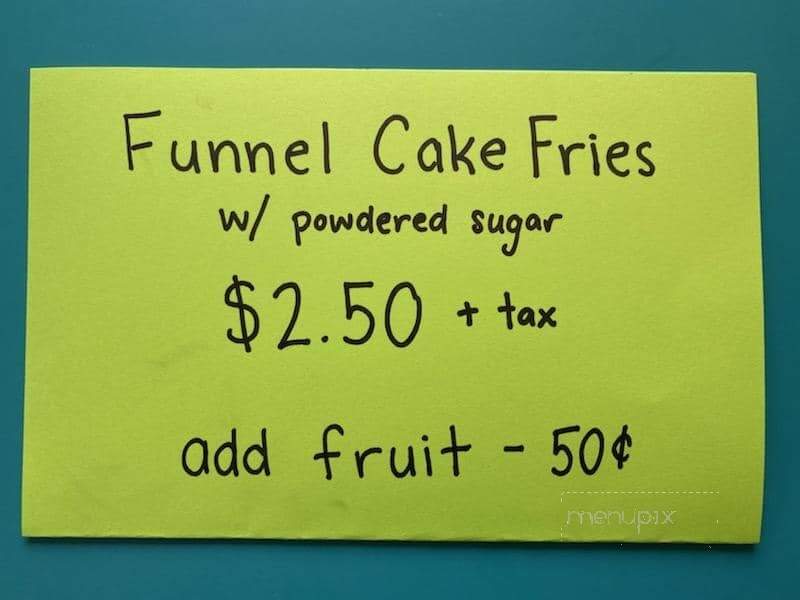 Funnel Cake Fries
w/ powdered sugar
$2.50 + tax
add fruit - 50¢
menupix